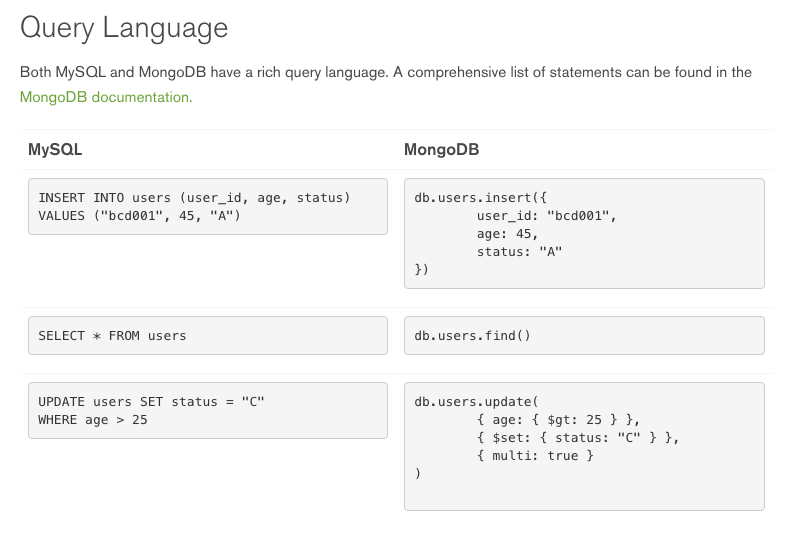 Query Language
Both MySQL and MongoDB have a rich query language. A comprehensive list of statements can be found in the
MongoDB documentation.
MySQL
MongoDB
INSERT INTO users (user_id, age, status)
VALUES ("bcd001", 45, "A")
db.users.insert({
user_id: "bcd001",
age: 45,
status: "A"
})
SELECT * FROM users
db.users.find()
UPDATE users SET status = "C"
WHERE age > 25
db.users.update(
{ age: { $gt: 25 } },
{ $set: { status: "C" } },
{ multi: true }
)